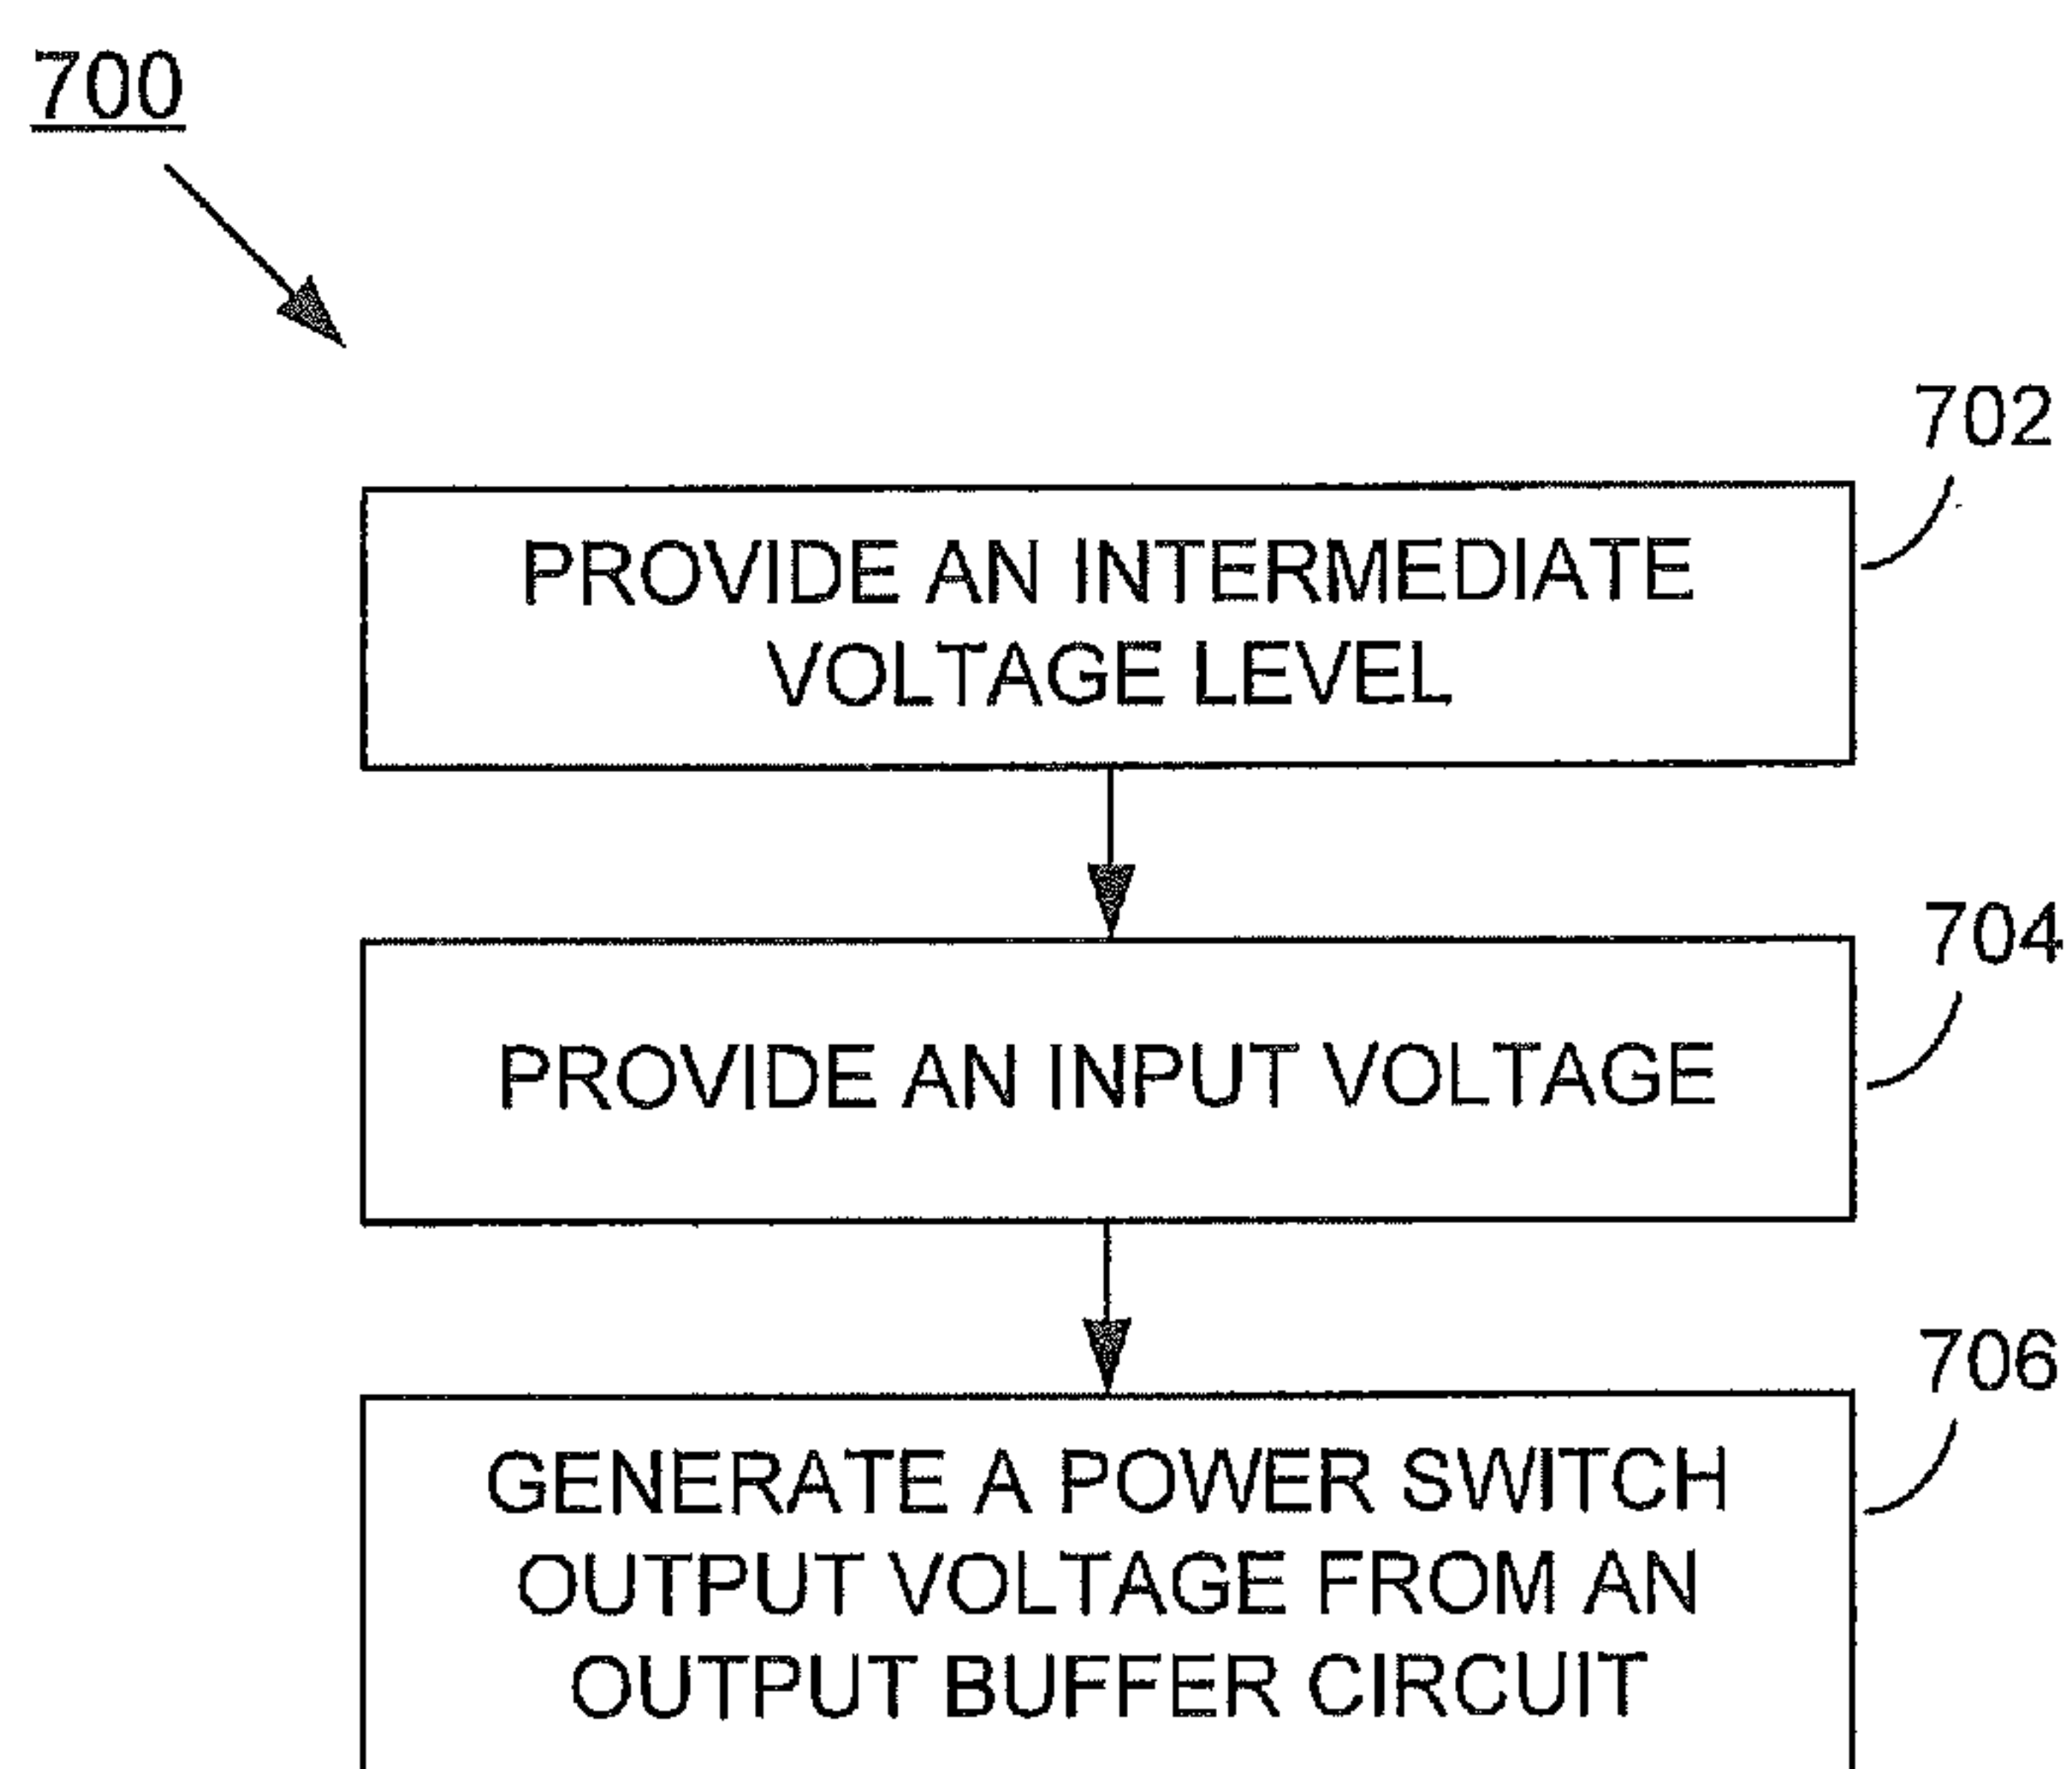 700
702
PROVIDE AN INTERMEDIATE
VOLTAGE LEVEL
704
PROVIDE AN INPUT VOLTAGE
706
GENERATE A POWER SWITCH
OUTPUT VOLTAGE FROM AN
OUTPUT BUFFER CIRCUIT